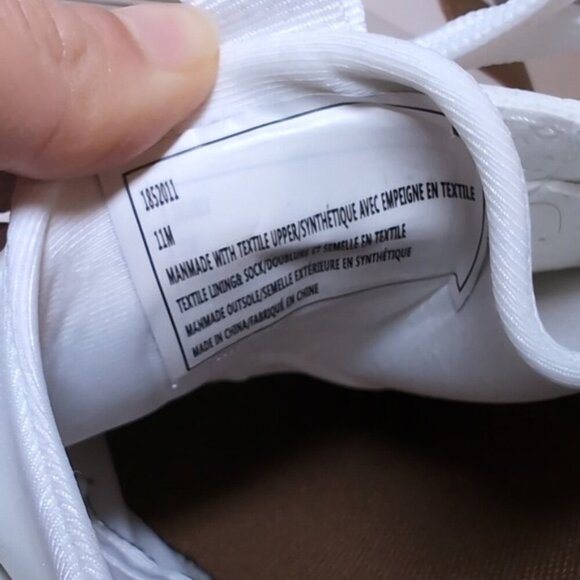 1852011
11M
MANMADE WITH TEXTILE UPPER/SYNTHÉTIQUE AVEC EMPEIGNE EN TEXTILE
TEXTILE LINING& SOCK/DOUBLURE ET SEMELLE EN TEXTILE
MANMADE OUTSOLE/SEMELLE EXTÉRIEURE EN SYNTHÉTIQUE
MADE IN CHINA/FABRIQUÉ EN CHINE